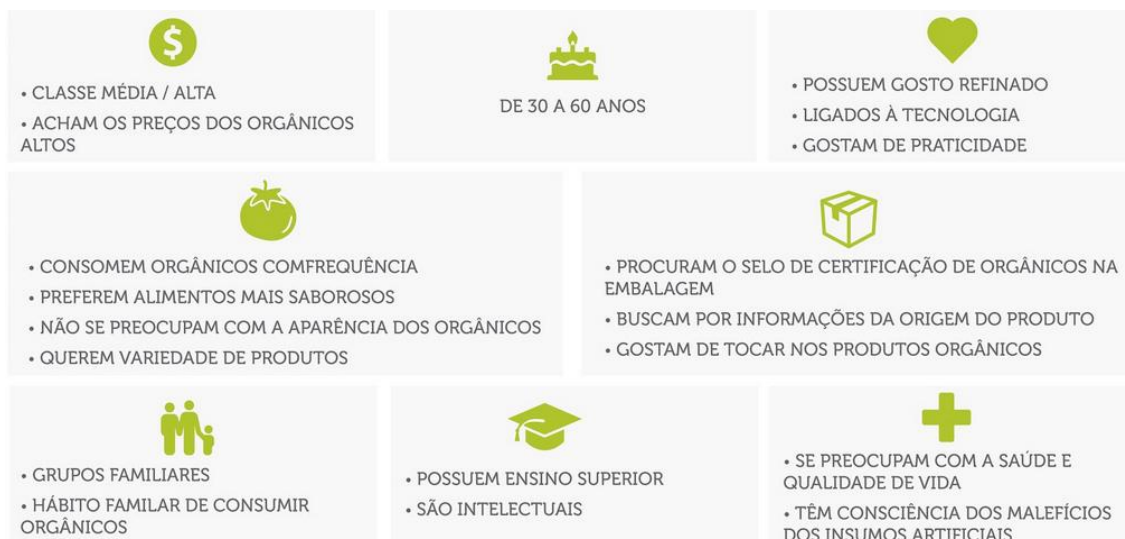 $
• CLASSE MÉDIA / ALTA
• ACHAM OS PREÇOS DOS ORGÂNICOS
ALTOS
DE 30 A 60 ANOS
• POSSUEM GOSTO REFINADO
• LIGADOS À TECNOLOGIA
• GOSTAM DE PRATICIDADE
• CONSOMEM ORGÂNICOS COMFREQUÊNCIA
• PREFEREM ALIMENTOS MAIS SABOROSOS
• NÃO SE PREOCUPAM COM A APARÊNCIA DOS ORGÂNICOS
• QUEREM VARIEDADE DE PRODUTOS
• PROCURAM O SELO DE CERTIFICAÇÃO DE ORGÂNICOS NA
EMBALAGEM
• BUSCAM POR INFORMAÇÕES DA ORIGEM DO PRODUTO
• GOSTAM DE TOCAR NOS PRODUTOS ORGÂNICOS
• GRUPOS FAMILIARES
• HÁBITO FAMILAR DE CONSUMIR
ORGÂNICOS
• POSSUEM ENSINO SUPERIOR
• SÃO INTELECTUAIS
• SE PREOCUPAM COM A SAÚDE E
QUALIDADE DE VIDA
• TÊM CONSCIÊNCIA DOS MALEFÍCIOS
DOS INSUMOS ARTIFICIAIS